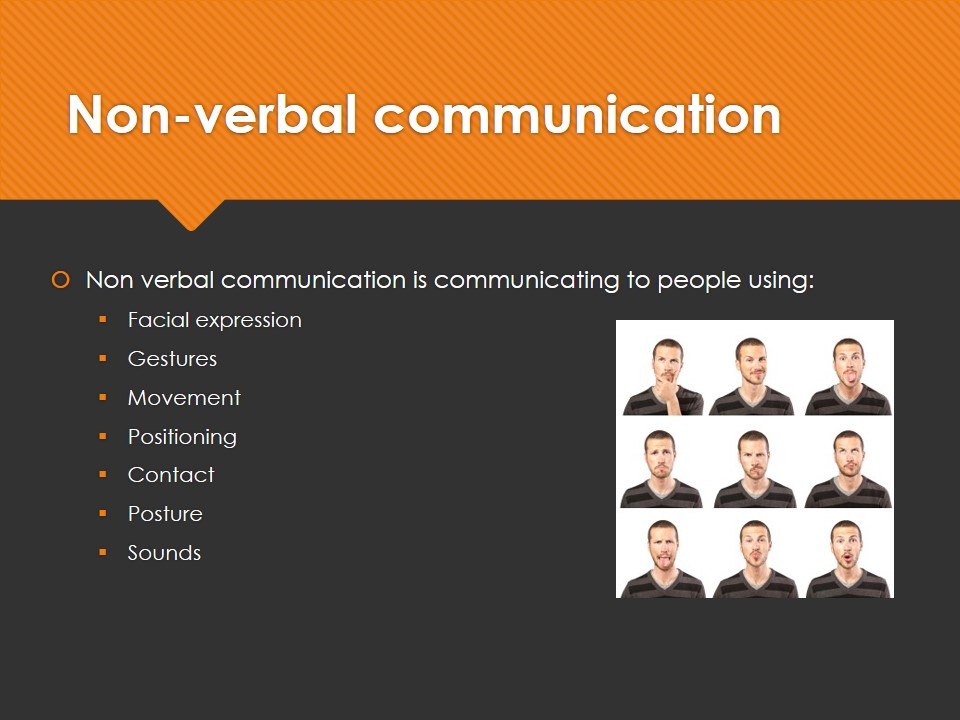 Non-verbal communication
Non verbal communication is communicating to people using:
Facial expression
Gestures
Movement
Positioning
Contact
Posture
Sounds